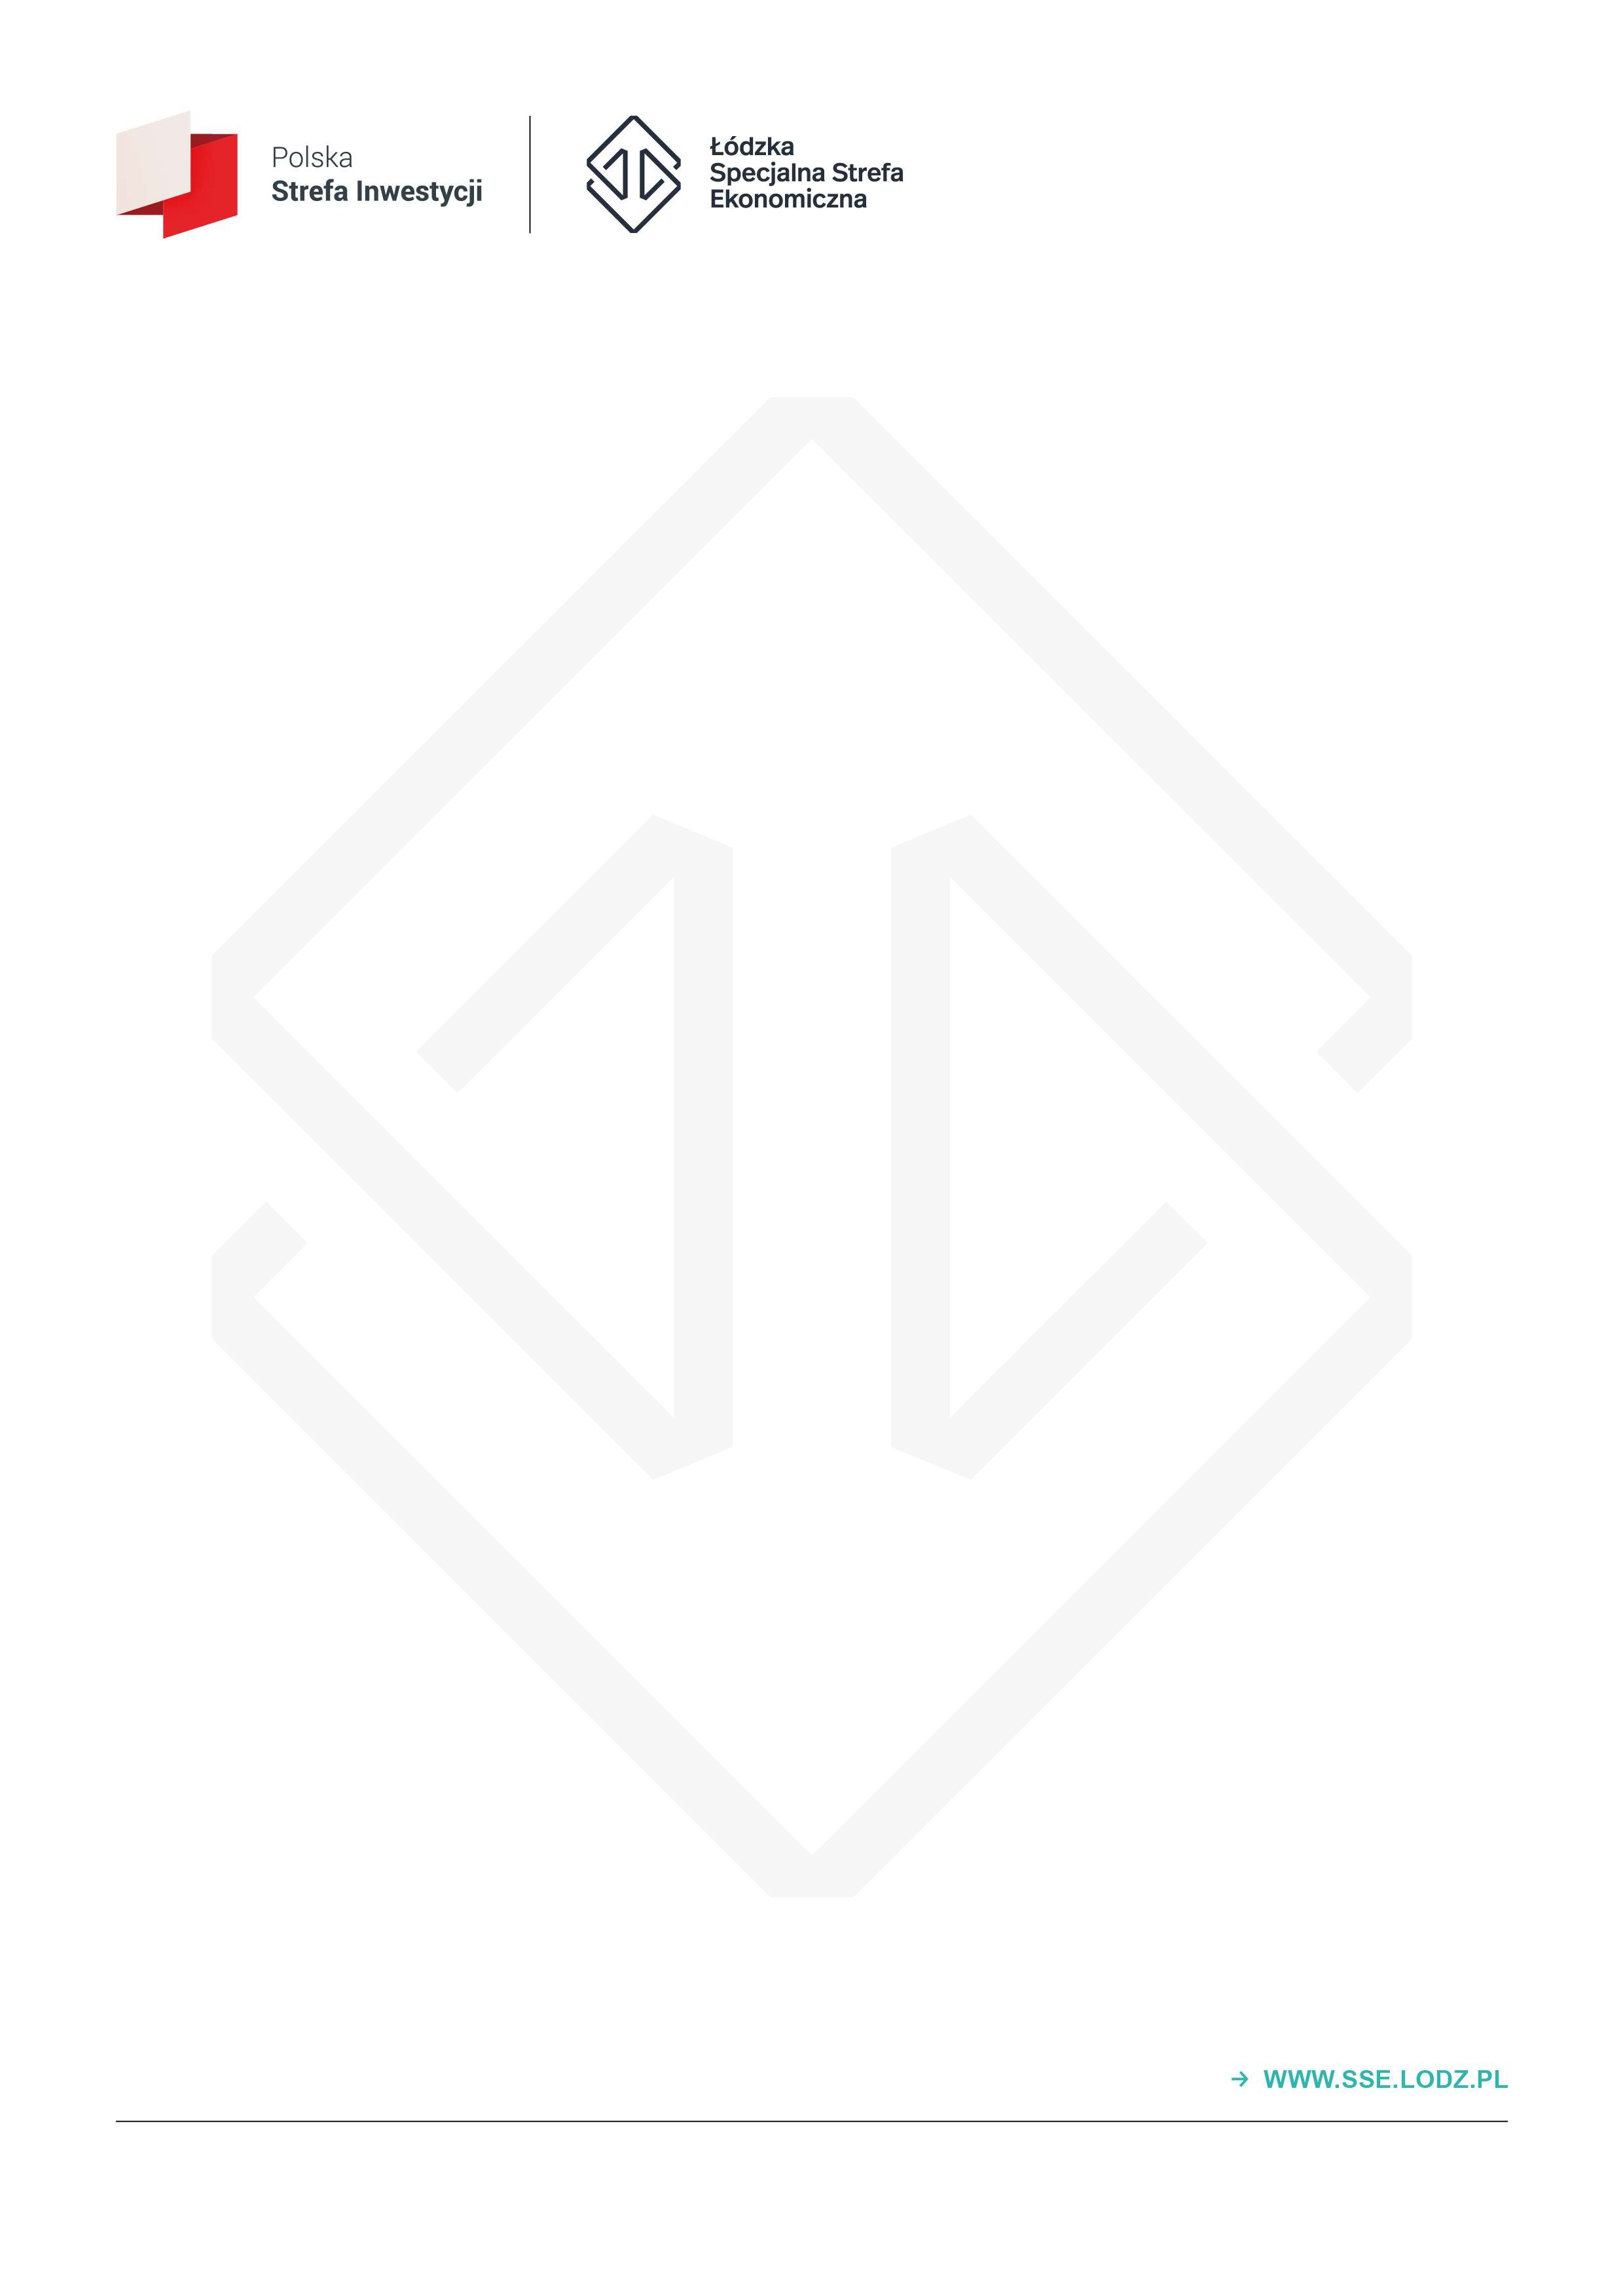 Polska
Strefa Inwestycji
Łódzka
Specjalna Strefa
Ekonomiczna
→ WWW.SSE.LODZ.PL